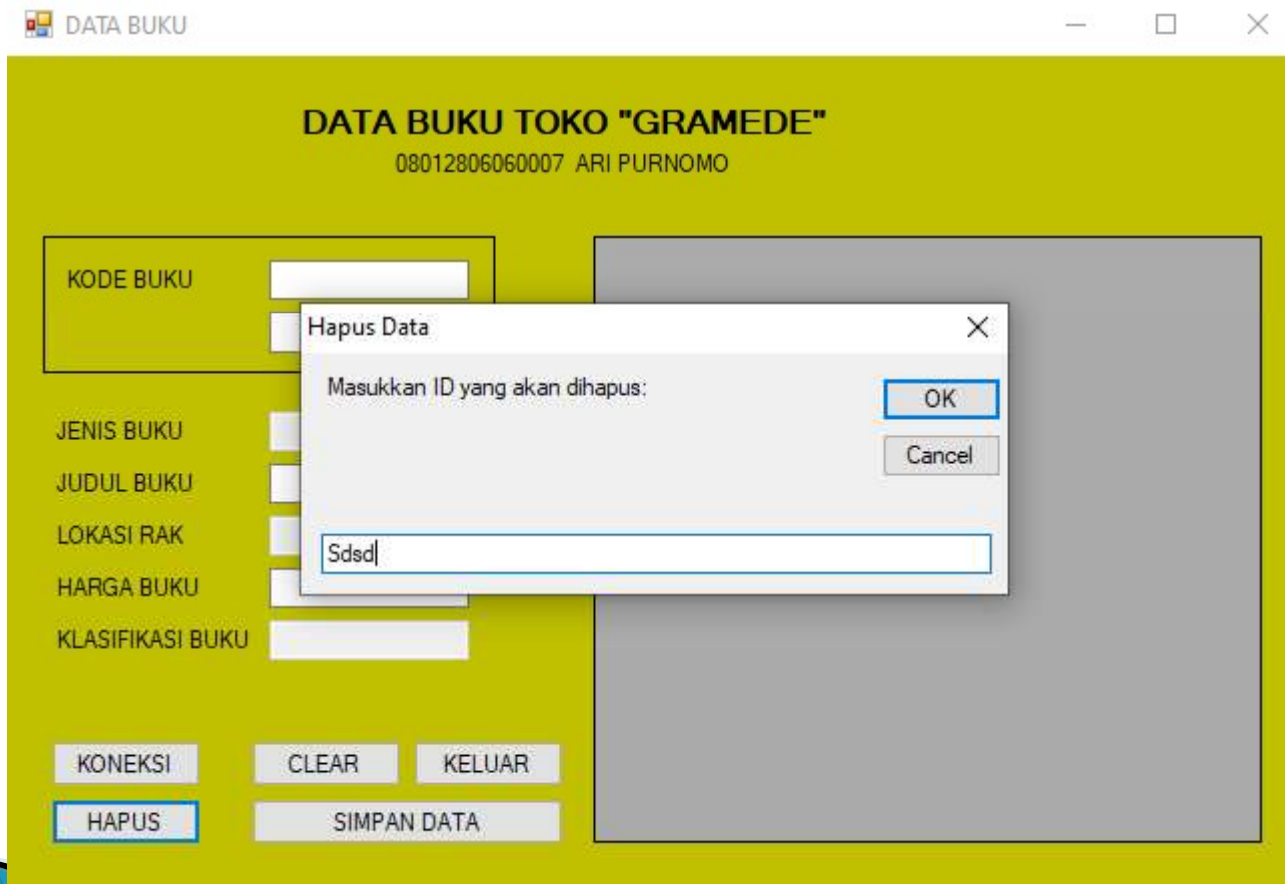 DATA BUKU
DATA BUKU TOKO "GRAMEDE"
08012806060007 ARI PURNOMO
KODE BUKU
Hapus Data
Masukkan ID yang akan dihapus:
OK
Cancel
Sdsd
JENIS BUKU
JUDUL BUKU
LOKASI RAK
HARGA BUKU
KLASIFIKASI BUKU
KONEKSI CLEAR KELUAR
HAPUS SIMPAN DATA